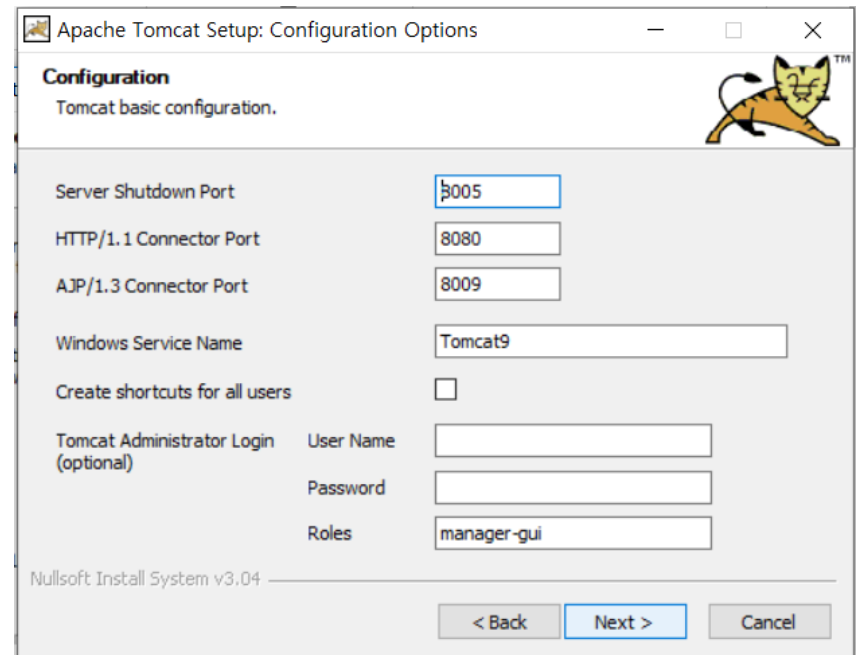 Apache Tomcat Setup: Configuration Options
Configuration
Tomcat basic configuration.
TM
Server Shutdown Port 8005
HTTP/1.1 Connector Port 8080
AJP/1.3 Connector Port 8009
Windows Service Name Tomcat9
Create shortcuts for all users
Tomcat Administrator Login User Name
(optional)
Password
Roles manager-gui
Nullsoft Install System v3.04
< Back Next > Cancel